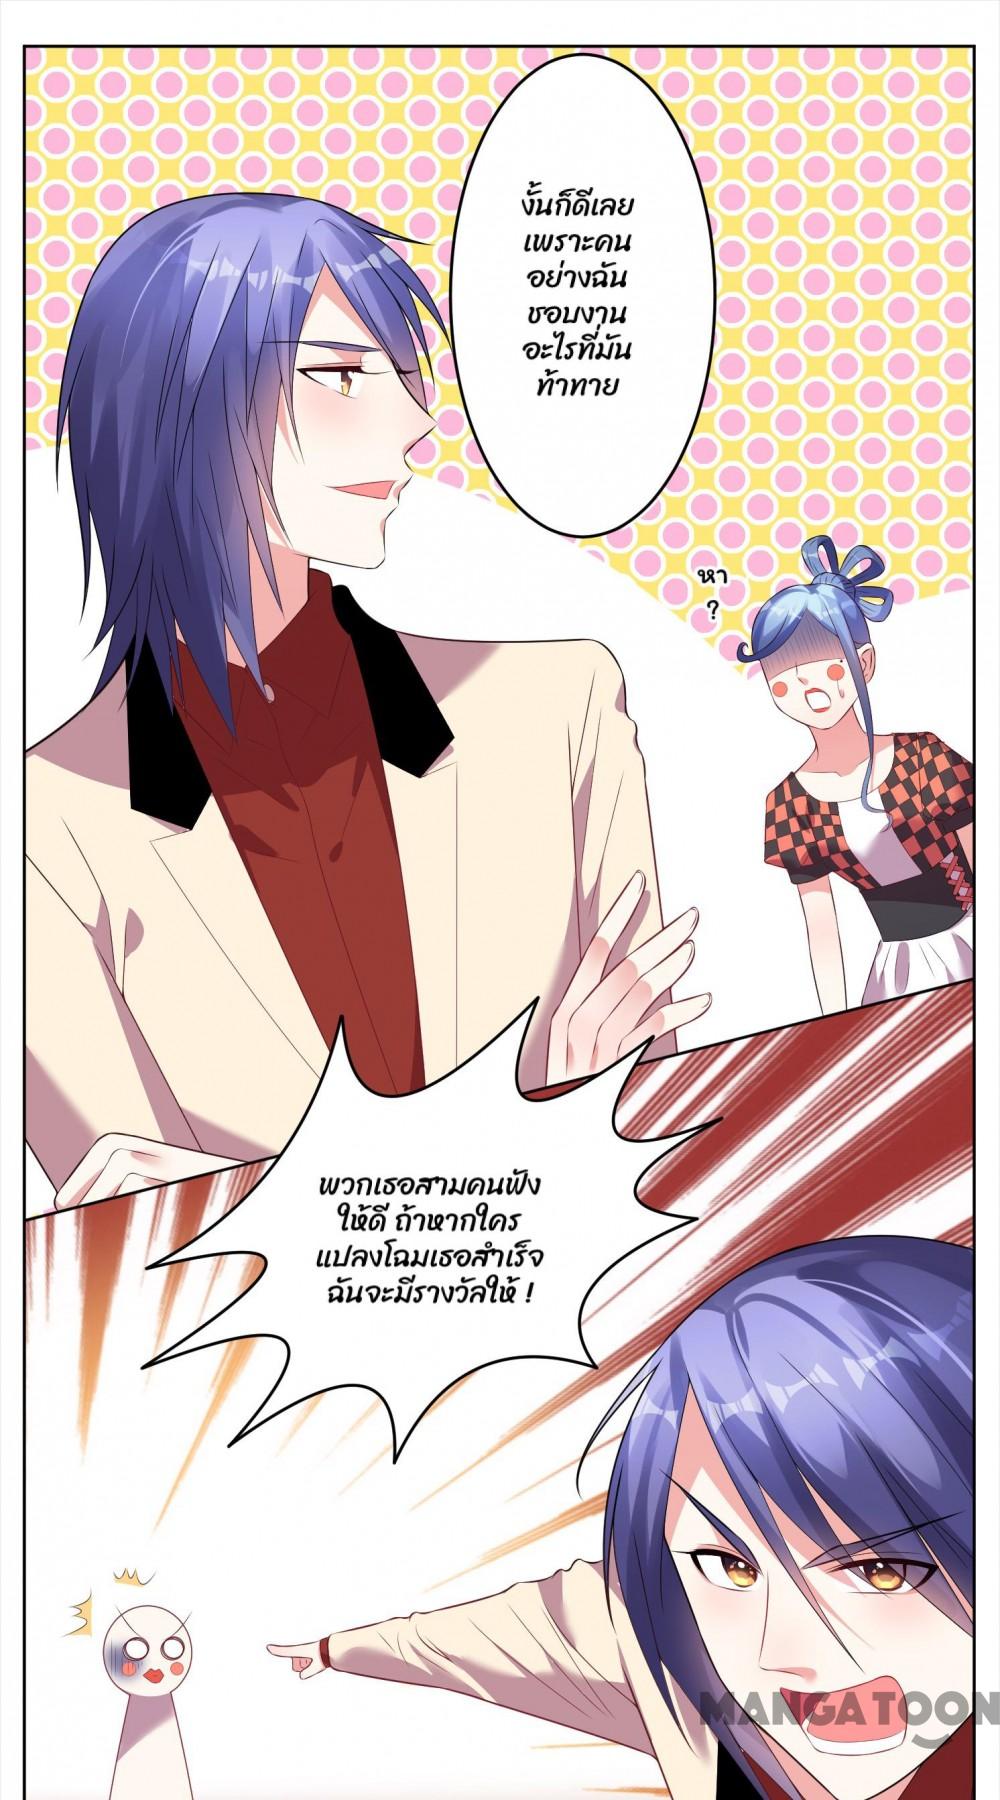 งั้นก็ดีเลย
เพราะคน
อย่างฉัน
ชอบงาน
อะไรที่มัน
ท้าทาย
หา
?
พวกเธอสามคนฟัง
ให้ดี ถ้าหากใคร
แปลงโฉมเธอสำเร็จ
ฉันจะมีรางวัลให้ !
MANGATOON